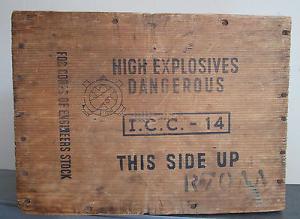 HIGH EXPLOSIVES
DANGEROUS
I.C.C. - 14
THIS SIDE UP
FOR CORPS OF ENGINEERS STOCK